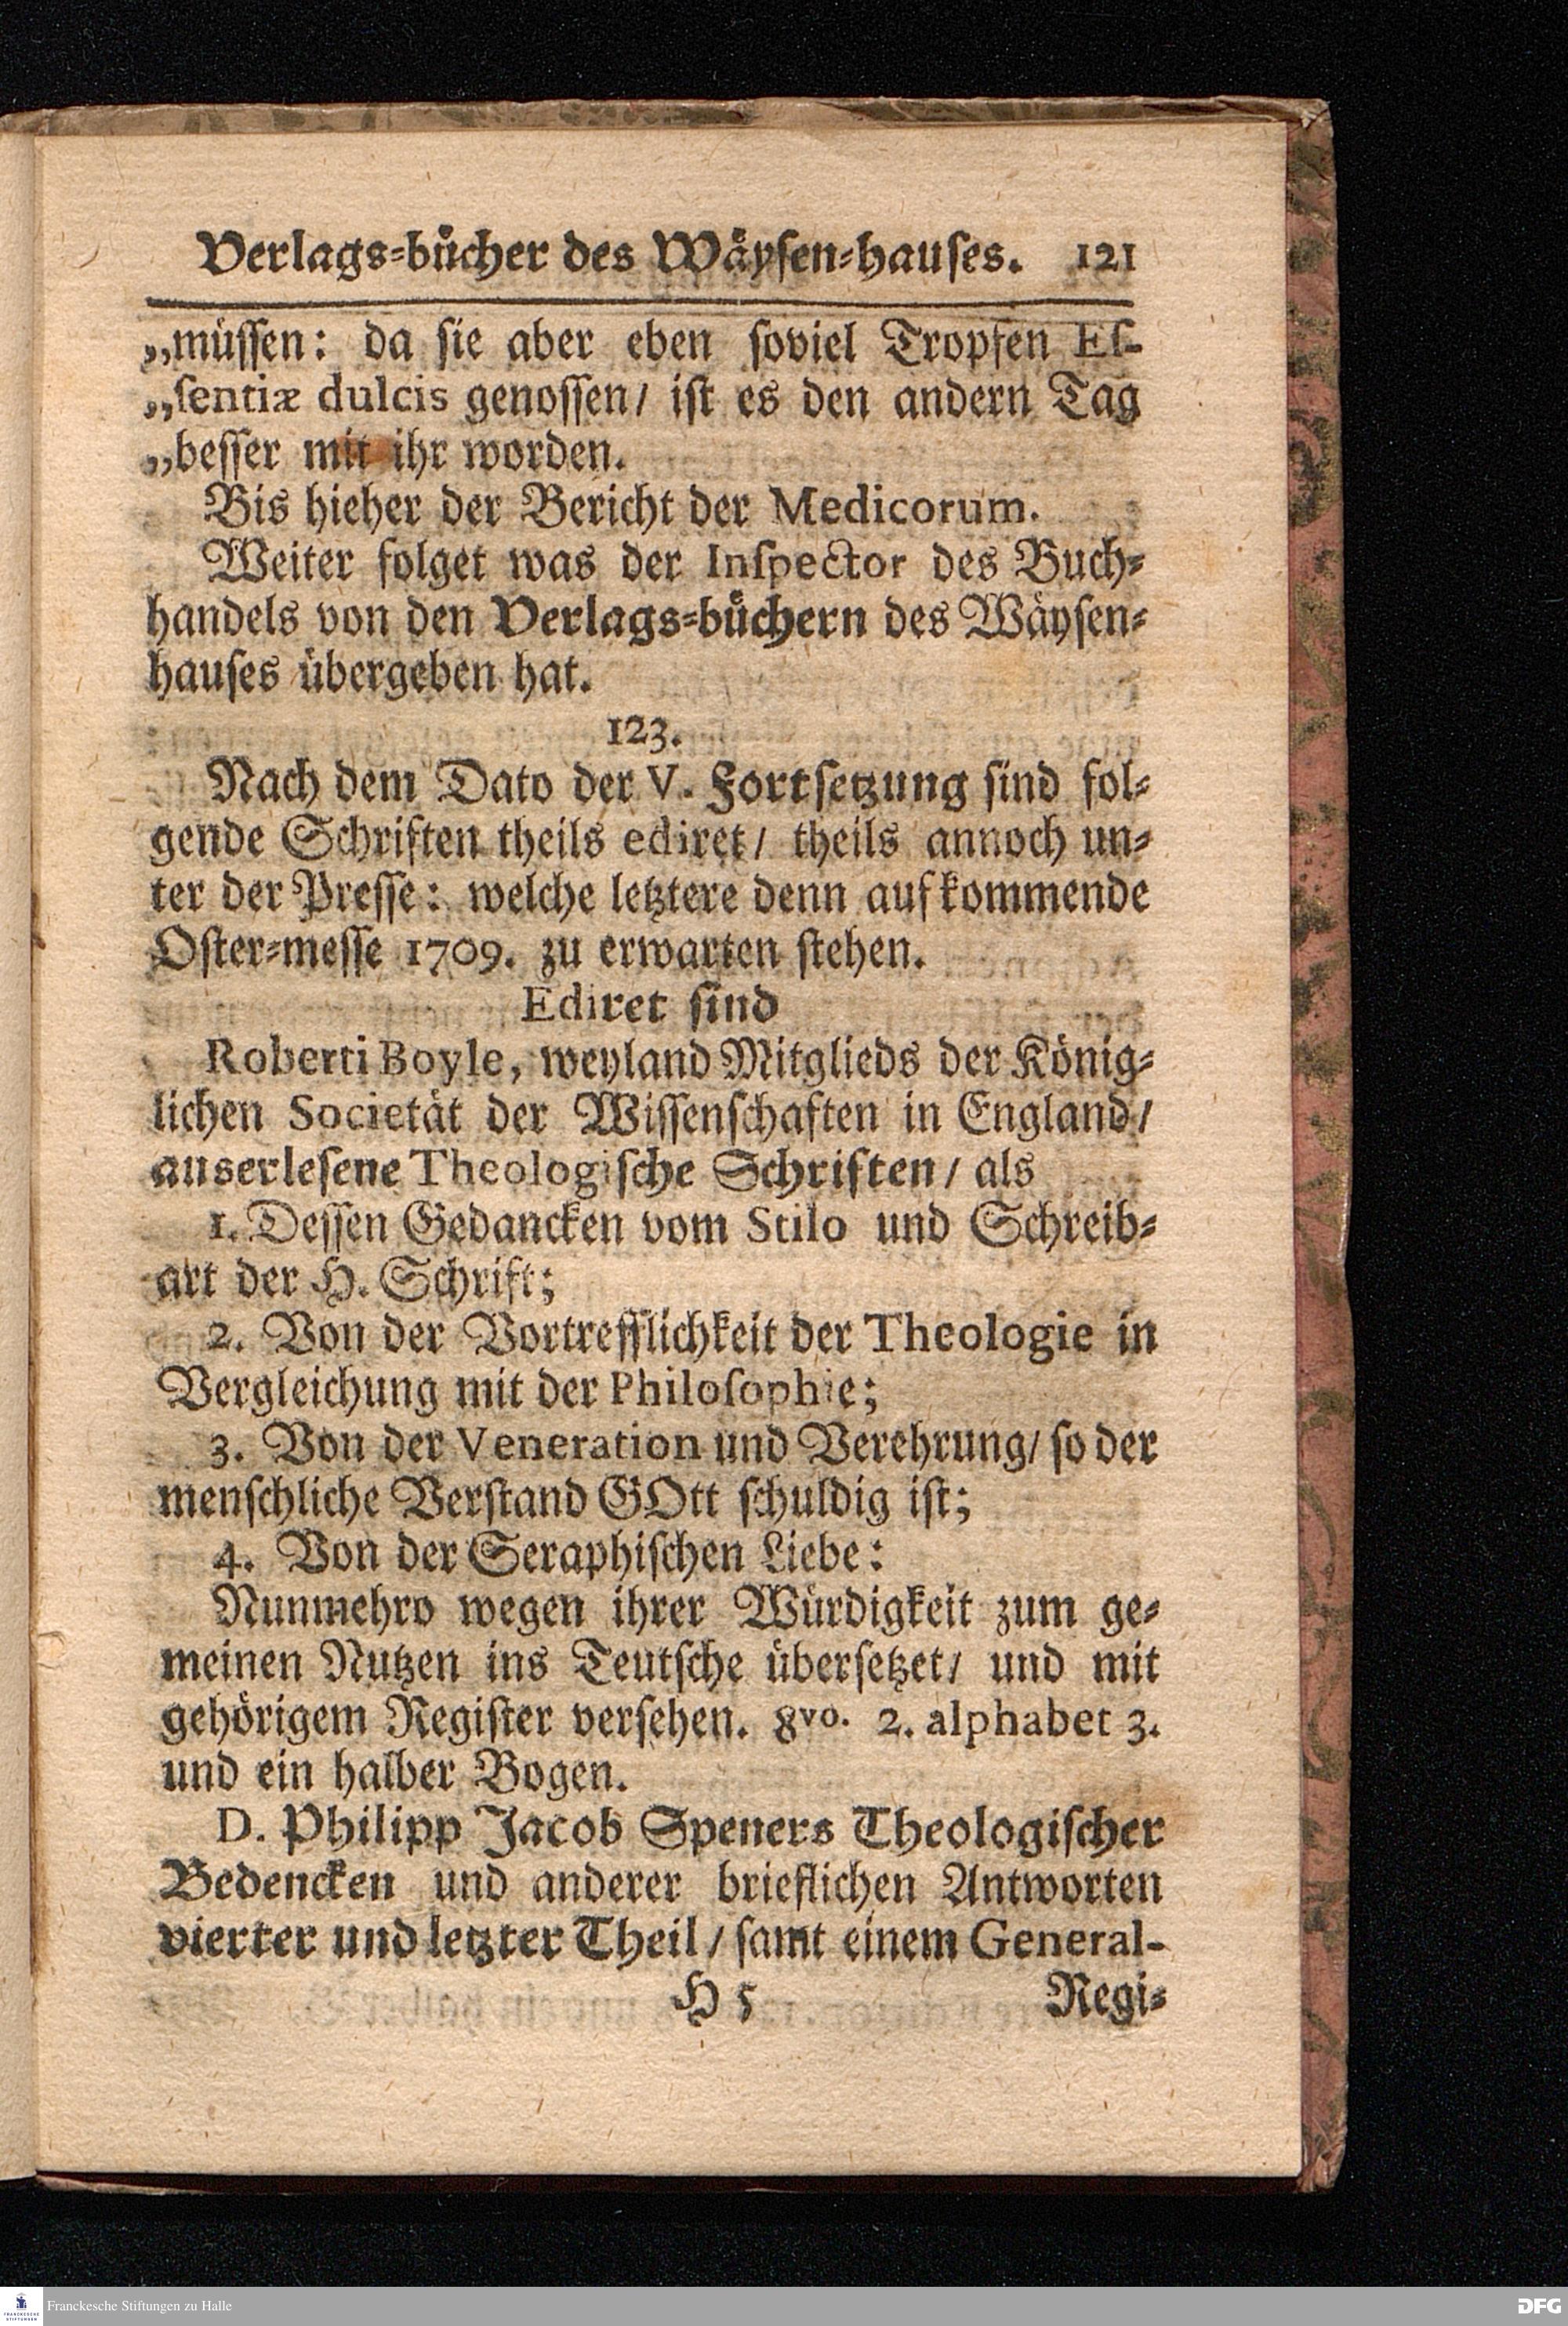 Verlags-bücher des Wäysen-hauses. 121
„müssen: da sie aber eben soviel Tropfen Es-
„sentiæ dulcis genossen/ ist es den andern Tag
„besser mit ihr worden.
Bis hieher der Bericht der Medicorum.
Weiter folget was der Inspector des Buch-
handels von den Verlags-büchern des Wäysen-
hauses übergeben hat.
123.
Nach dem Dato der V. Fortsetzung sind fol-
gende Schriften theils ediret/ theils annoch un-
ter der Presse: welche letztere denn auf kommende
Oster-messe 1709. zu erwarten stehen.
Ediret sind
Roberti Boyle, weyland Mitglieds der König-
lichen Societät der Wissenschaften in England/
auserlesene Theologische Schriften/ als
1. Dessen Gedancken vom Stilo und Schreib-
art der H. Schrift;
2. Von der Vortrefflichkeit der Theologie in
Vergleichung mit der Philosophie;
3. Von der Veneration und Verehrung/ so der
menschliche Verstand GOtt schuldig ist;
4. Von der Seraphischen Liebe:
Nunmehro wegen ihrer Würdigkeit zum ge-
meinen Nutzen ins Teutsche übersetzet/ und mit
gehörigem Register versehen. 8vo. 2. alphabet 3.
und ein halber Bogen.
D. Philipp Jacob Speners Theologischer
Bedencken und anderer brieflichen Antworten
vierter und letzter Theil/ samt einem General-
H 5 Regi-
Franckesche Stiftungen zu Halle
DFG